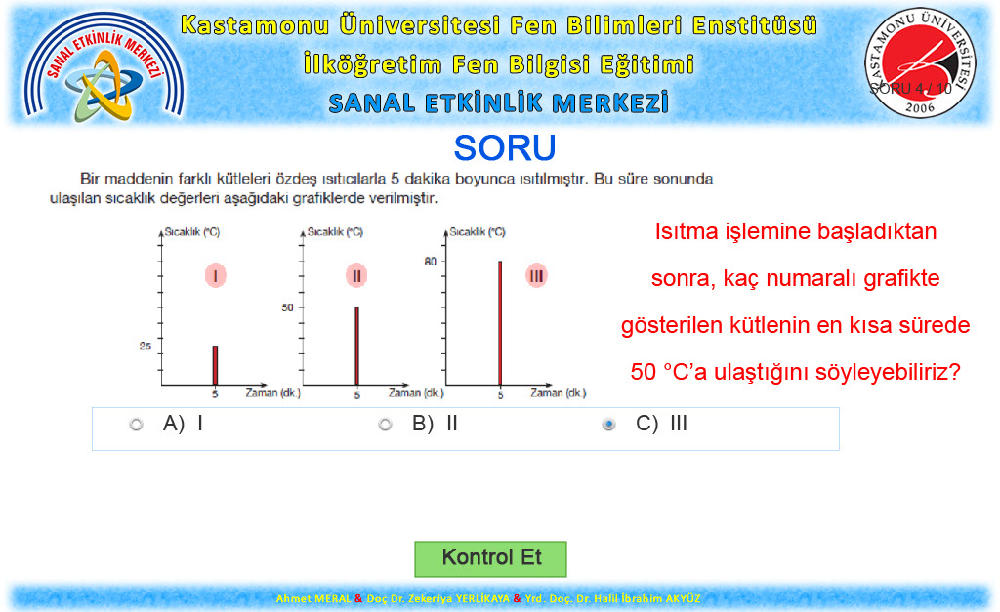 Kastamonu Üniversitesi Fen Bilimleri Enstitüsü
İlköğretim Fen Bilgisi Eğitimi
SANAL ETKİNLİK MERKEZİ
SANAL ETKİNLİK MERKEZİ
KASTAMONU ÜNİVERSİTESİ
2006
SORU 4 / 10
SORU
Bir maddenin farklı kütleleri özdeş ısıtıcılarla 5 dakika boyunca ısıtılmıştır. Bu süre sonunda
ulaşılan sıcaklık değerleri aşağıdaki grafiklerde verilmiştir.
Sıcaklık (°C)
I
25
5
Zaman (dk.)
Sıcaklık (°C)
II
50
5
Zaman (dk.)
Sıcaklık (°C)
80
III
5
Zaman (dk.)
Isıtma işlemine başladıktan
sonra, kaç numaralı grafikte
gösterilen kütlenin en kısa sürede
50 °C’a ulaştığını söyleyebiliriz?
A) I
B) II
C) III
Kontrol Et
Ahmet MERAL & Doç Dr. Zekeriya YERLİKAYA & Yrd. Doç. Dr. Halil İbrahim AKYÜZ